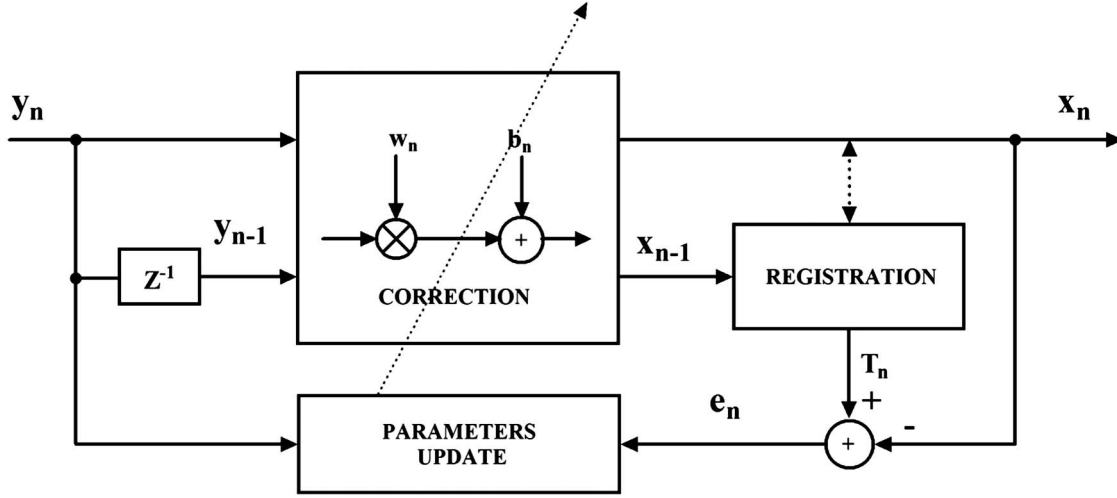 yₙ
xₙ
wₙ
bₙ
+
yₙ₋₁
Z⁻¹
CORRECTION
xₙ₋₁
REGISTRATION
Tₙ
+
-
+
eₙ
PARAMETERS
UPDATE